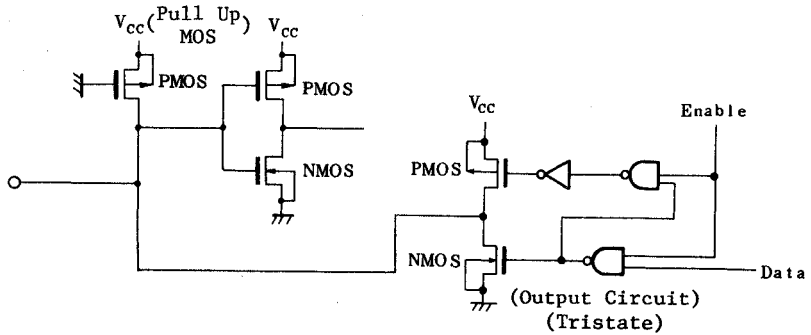 VCC (Pull Up
MOS)
VCC
PMOS
PMOS
NMOS
VCC
Enable
PMOS
NMOS
Data
(Output Circuit)
(Tristate)